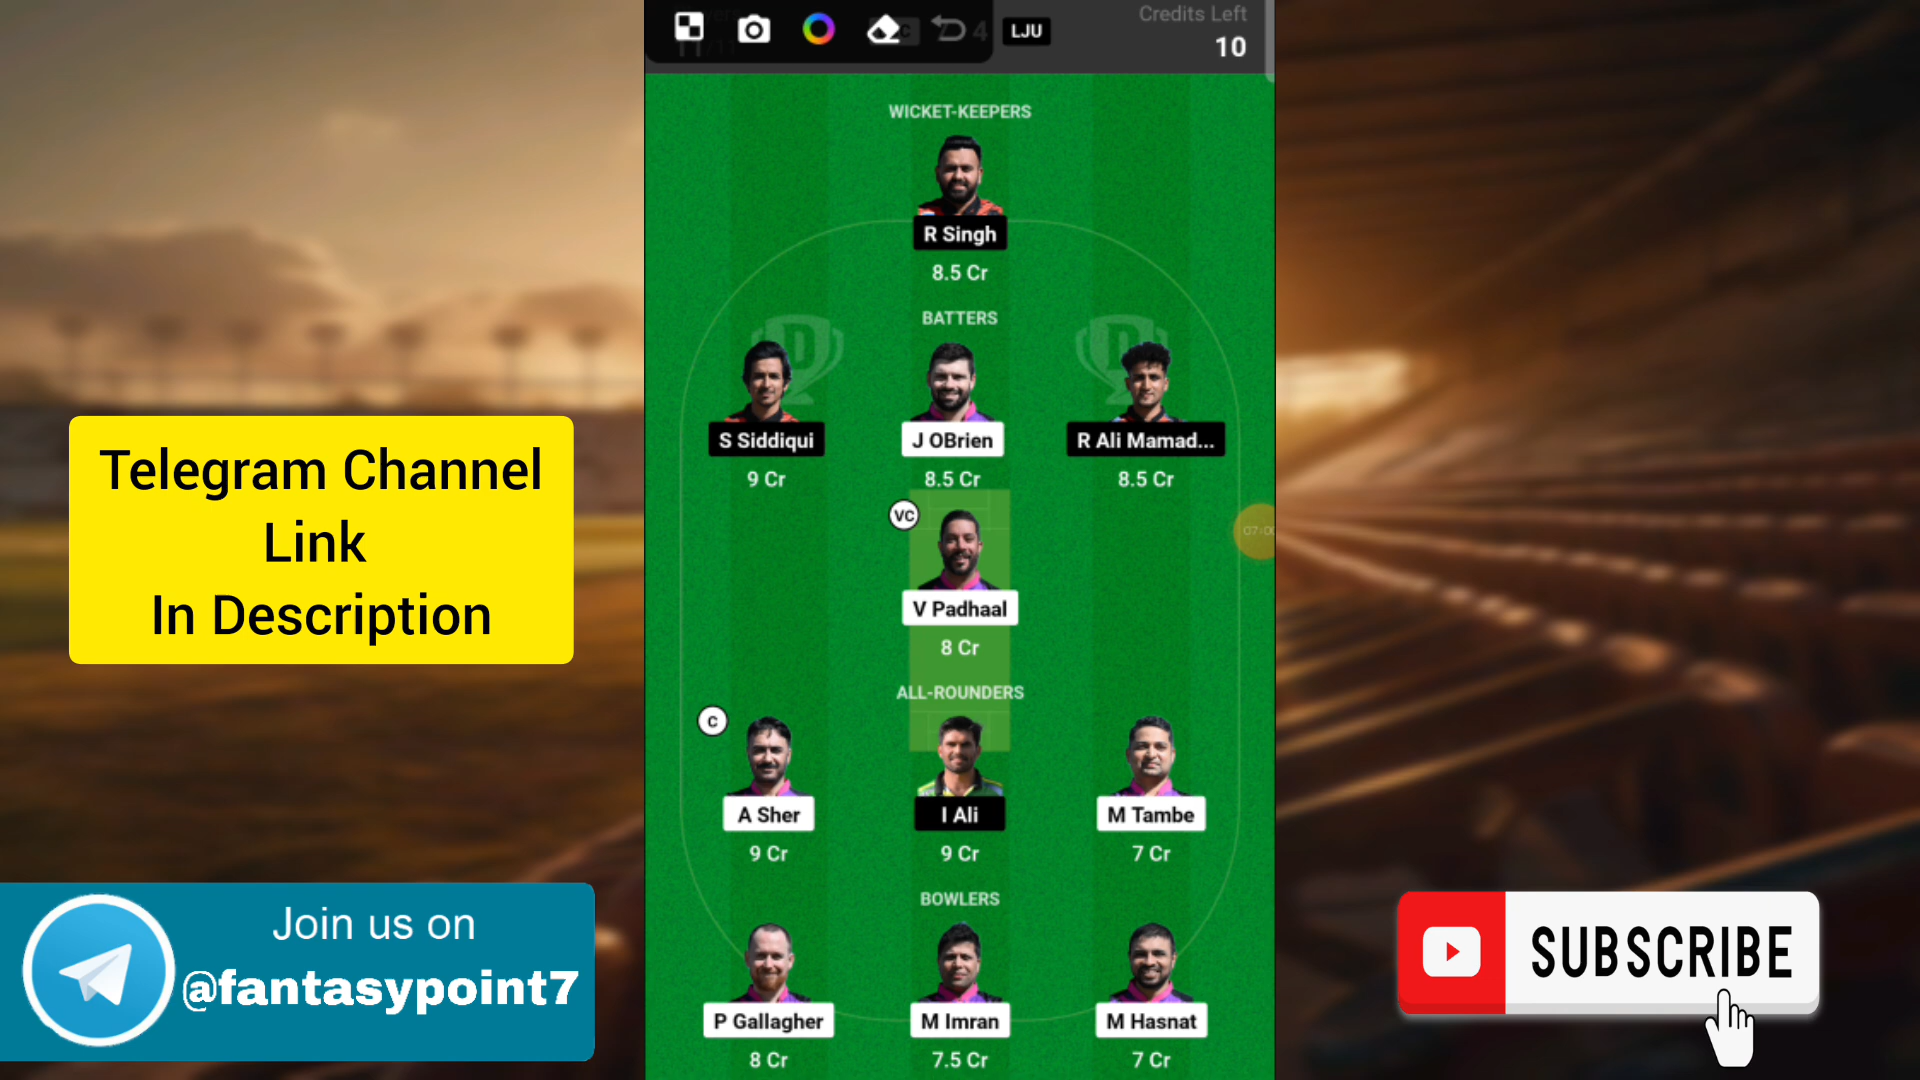 Credits Left
4
LJU
10
WICKET-KEEPERS
R Singh
8.5 Cr
BATTERS
S Siddiqui
J OBrien
R Ali Mamad...
9 Cr
8.5 Cr
8.5 Cr
VC
V Padhaal
8 Cr
ALL-ROUNDERS
C
A Sher
I Ali
M Tambe
9 Cr
9 Cr
7 Cr
BOWLERS
P Gallagher
M Imran
M Hasnat
8 Cr
7.5 Cr
7 Cr
Telegram Channel
Link
In Description
Join us on
@fantasypoint7
SUBSCRIBE